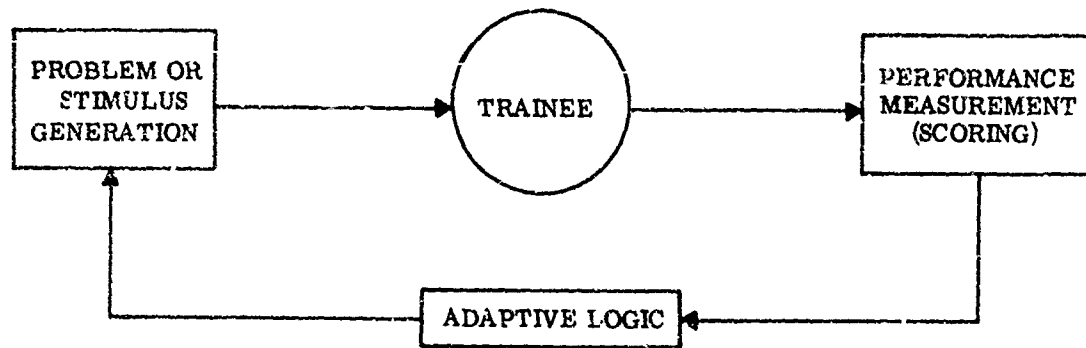 PROBLEM OR
STIMULUS
GENERATION
TRAINEE
PERFORMANCE
MEASUREMENT
(SCORING)
ADAPTIVE LOGIC